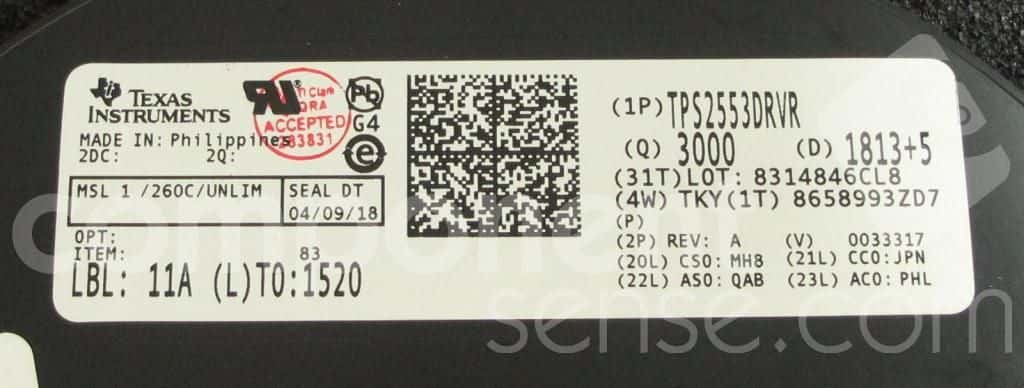 TEXAS
INSTRUMENTS
MADE IN: Philippines
2DC: 2Q:
ACCEPTED
Pb
G4
e
MSL 1 /260C/UNLIM
SEAL DT
04/09/18
OPT:
ITEM: 83
LBL: 11A (L)TO:1520
(1P) TPS2553DRVR
(Q) 3000 (D) 1813+5
(31T)LOT: 8314846CL8
(4W) TKY(1T) 8658993ZD7
(P)
(2P) REV: A (V) 0033317
(20L) CSO: MH8 (21L) CCO:JPN
(22L) ASO: QAB (23L) ACO: PHL
component
sense.com